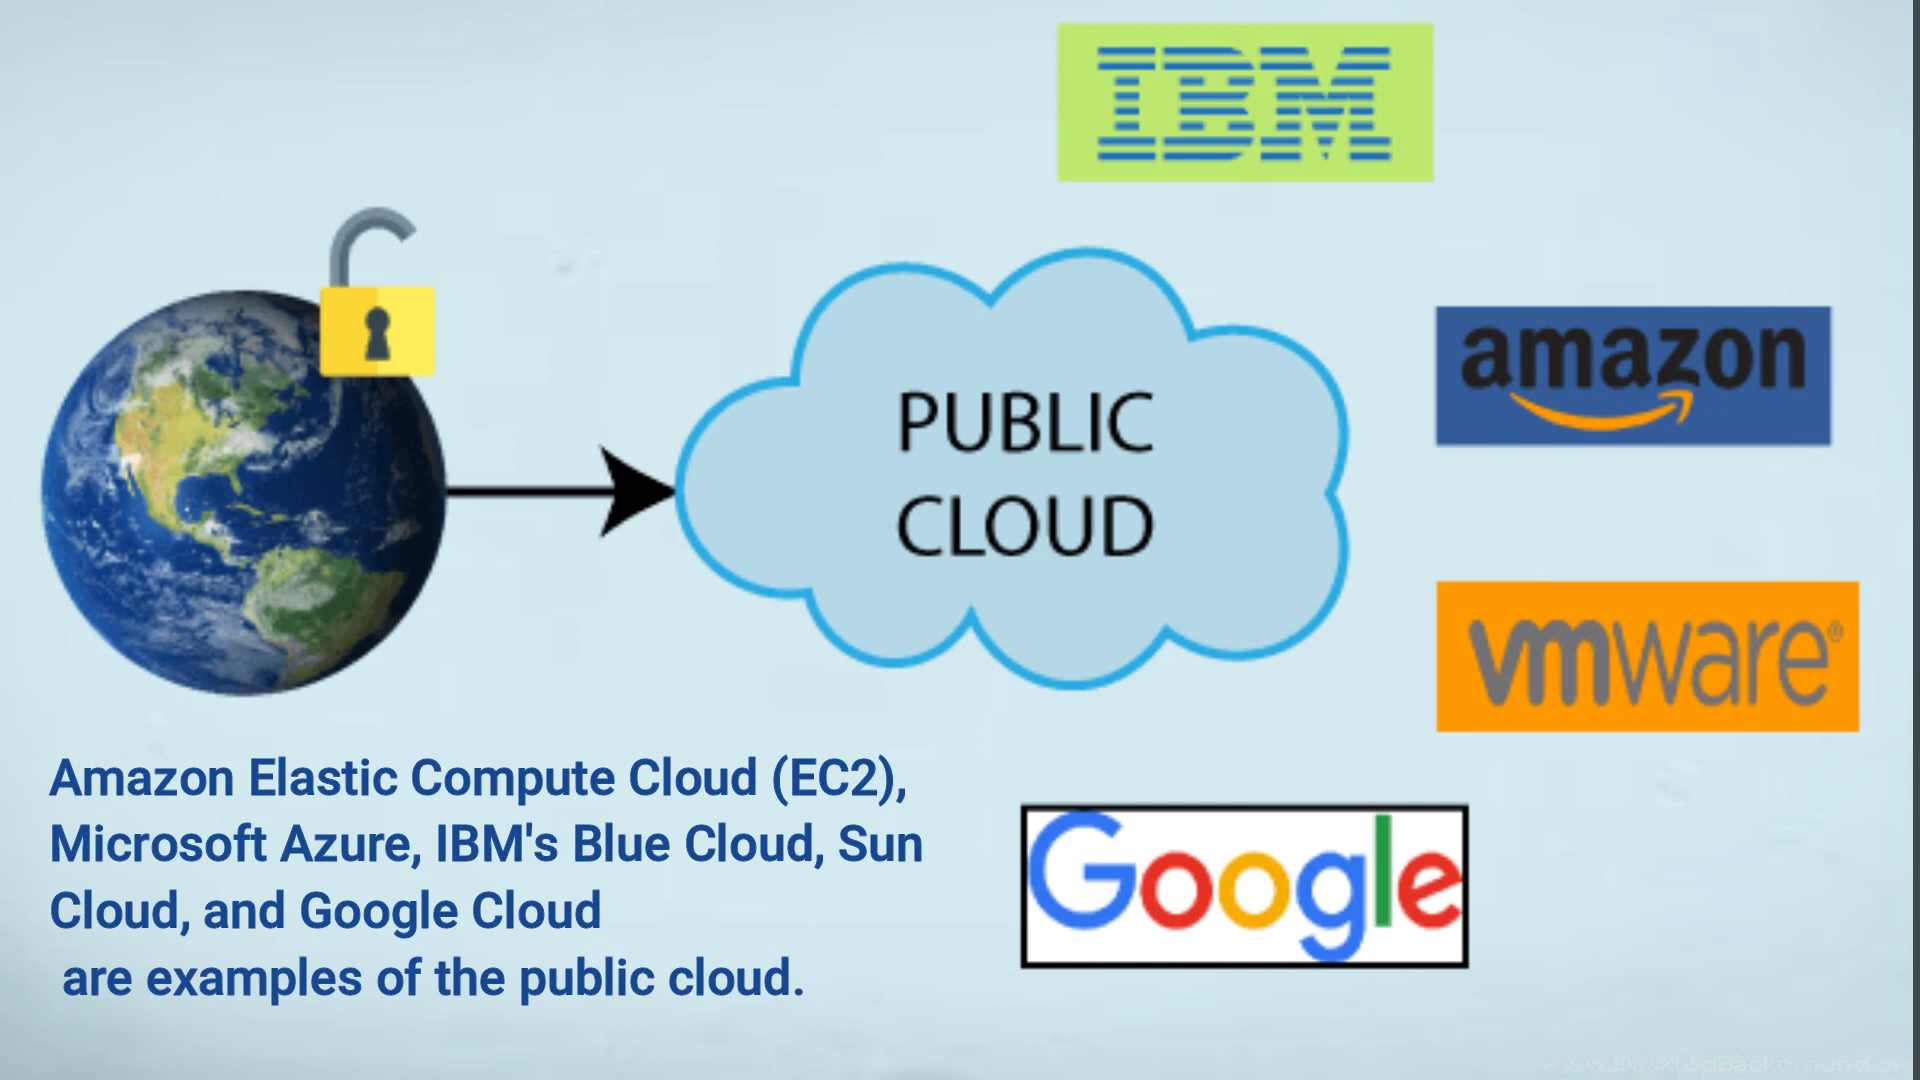 IBM
amazon
PUBLIC
CLOUD
vmware®
Amazon Elastic Compute Cloud (EC2),
Microsoft Azure, IBM's Blue Cloud, Sun
Cloud, and Google Cloud
are examples of the public cloud.
Google